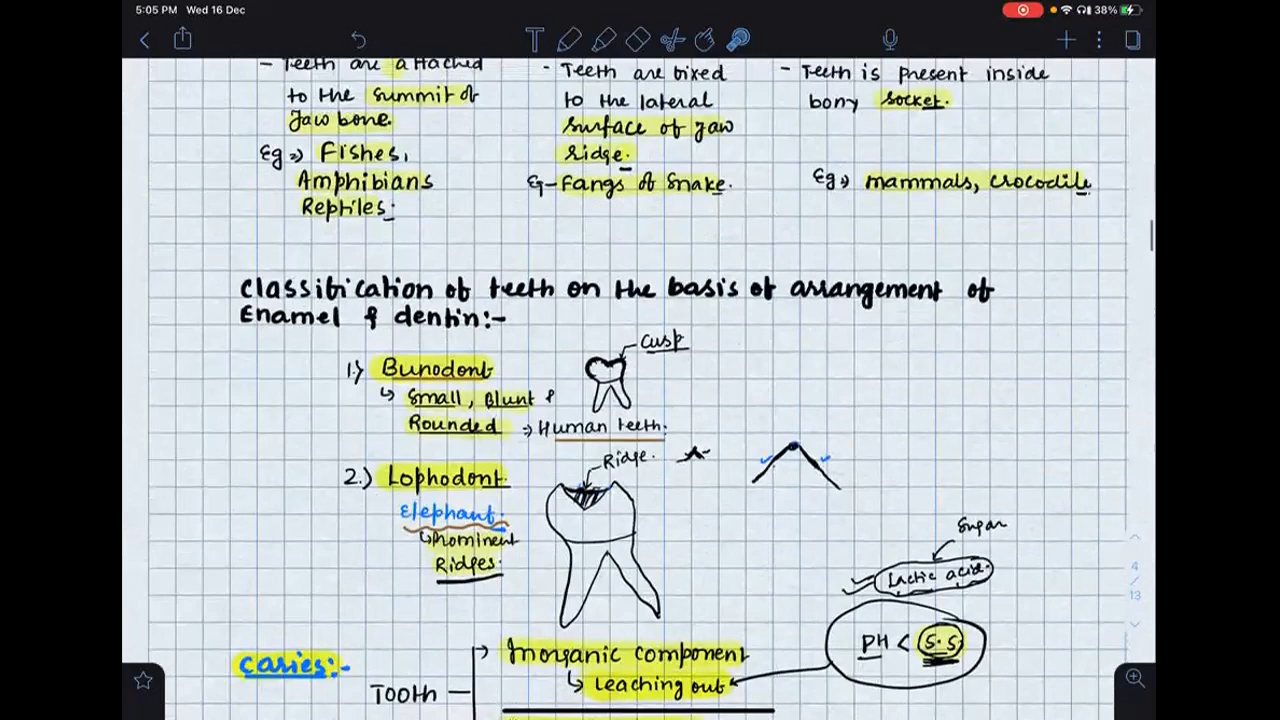 5:05 PM Wed 16 Dec
38%
- Teeth are attached
to the summit of
Jaw bone.
Eg => Fishes,
Amphibians
Reptiles.
- Teeth are fixed
to the lateral
surface of jaw
ridge.
Eg - Fangs of Snake.
- Teeth is present inside
bony socket.
Eg => mammals, crocodile
Classification of teeth on the basis of arrangement of
Enamel & dentin:-
Cusp
1.) Bunodont
↳ Small, Blunt &
Rounded => Human teeth.
Ridge.
2.) Lophodont.
Elephant.
↳ Prominent
Ridges.
Sugar
Lactic acid.
PH < 5.5
Caries:-
Tooth
Inorganic component
↳ leaching out
4
/
13